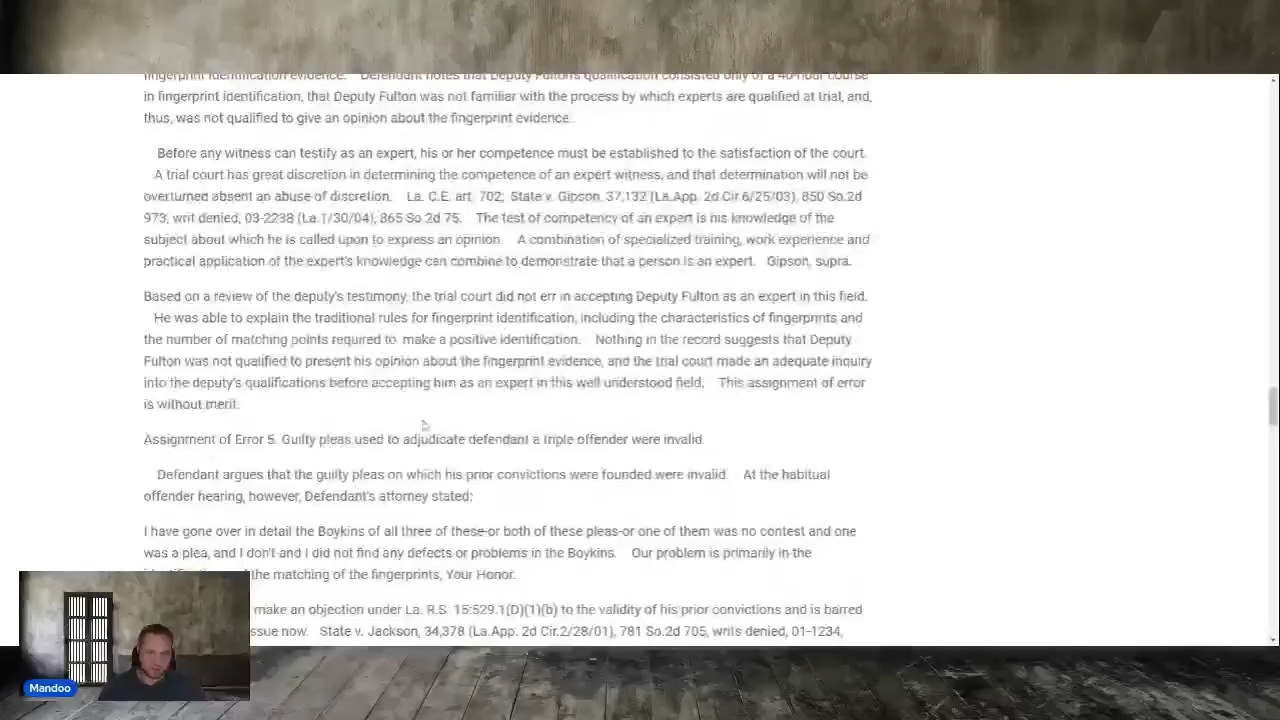 fingerprint identification evidence. Defendant notes that Deputy Fulton's qualification consisted only of a 40-hour course
in fingerprint identification, that Deputy Fulton was not familiar with the process by which experts are qualified at trial, and,
thus, was not qualified to give an opinion about the fingerprint evidence.
Before any witness can testify as an expert, his or her competence must be established to the satisfaction of the court.
A trial court has great discretion in determining the competence of an expert witness, and that determination will not be
overturned absent an abuse of discretion. La. C.E. art. 702; State v. Gipson, 37,132 (La.App. 2d Cir.6/25/03), 850 So.2d
973, writ denied, 03-2238 (La.1/30/04), 865 So.2d 75. The test of competency of an expert is his knowledge of the
subject about which he is called upon to express an opinion. A combination of specialized training, work experience and
practical application of the expert's knowledge can combine to demonstrate that a person is an expert. Gipson, supra.
Based on a review of the deputy's testimony, the trial court did not err in accepting Deputy Fulton as an expert in this field.
He was able to explain the traditional rules for fingerprint identification, including the characteristics of fingerprints and
the number of matching points required to make a positive identification. Nothing in the record suggests that Deputy
Fulton was not qualified to present his opinion about the fingerprint evidence, and the trial court made an adequate inquiry
into the deputy's qualifications before accepting him as an expert in this well understood field. This assignment of error
is without merit.
Assignment of Error 5. Guilty pleas used to adjudicate defendant a triple offender were invalid.
Defendant argues that the guilty pleas on which his prior convictions were founded were invalid. At the habitual
offender hearing, however, Defendant's attorney stated:
I have gone over in detail the Boykins of all three of these-or both of these pleas-or one of them was no contest and one
was a plea, and I don't-and I did not find any defects or problems in the Boykins. Our problem is primarily in the
the matching of the fingerprints, Your Honor.
make an objection under La. R.S. 15:529.1(D)(1)(b) to the validity of his prior convictions and is barred
ssue now. State v. Jackson, 34,378 (La.App. 2d Cir.2/28/01), 781 So.2d 705, writs denied, 01-1234,
Mandoo